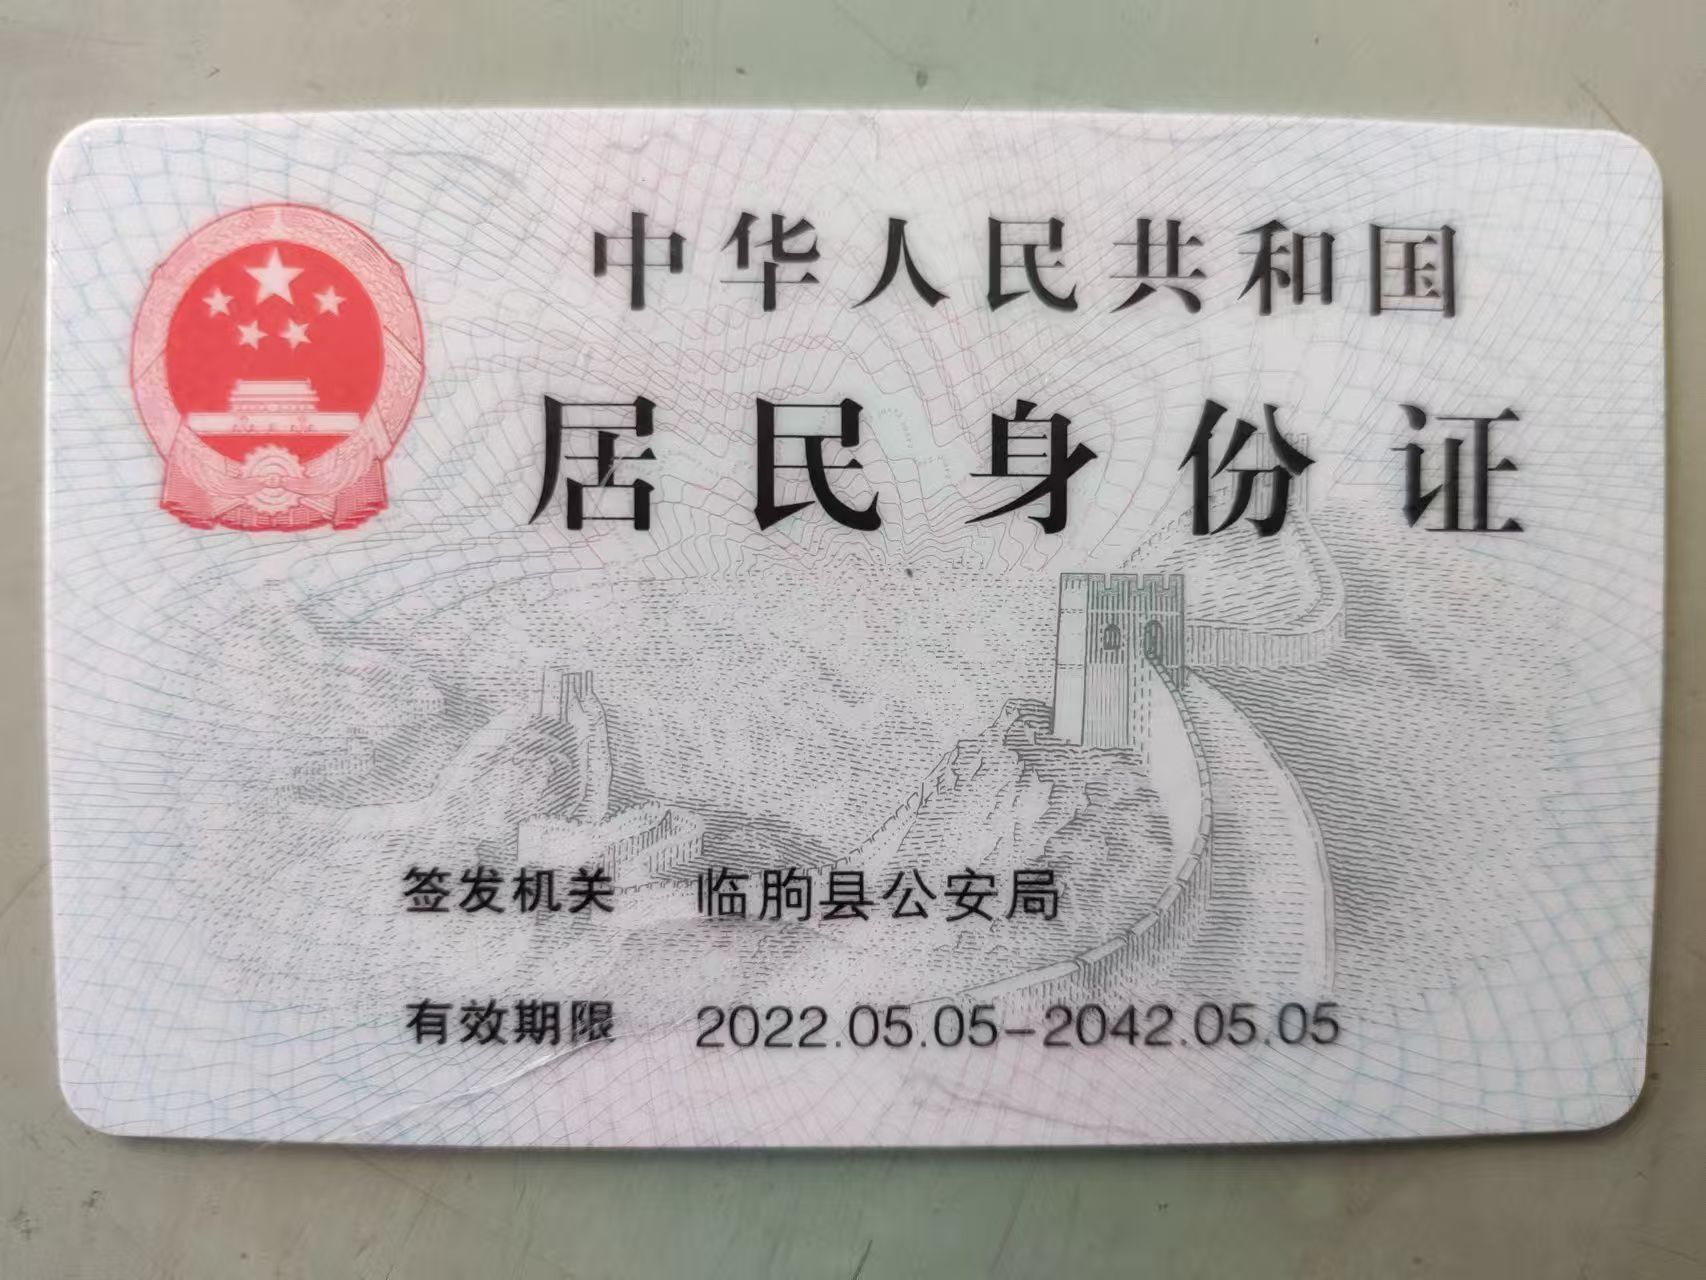 中华人民共和国
居民身份证
签发机关 临朐县公安局
有效期限 2022.05.05-2042.05.05